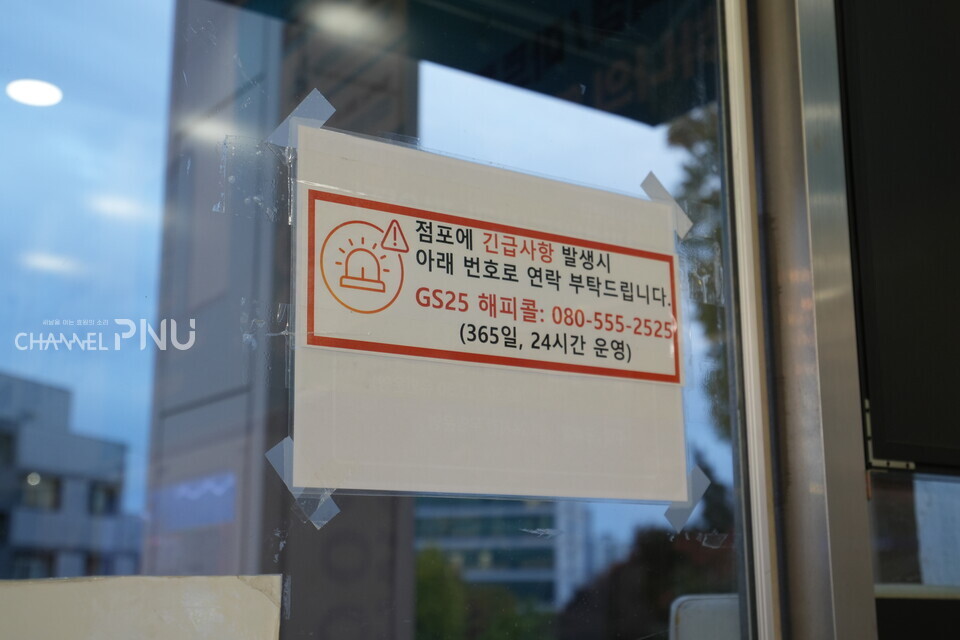 점포에 긴급사항 발생시
아래 번호로 연락 부탁드립니다.
GS25 해피콜: 080-555-2525
(365일, 24시간 운영)
CHANNEL PNU